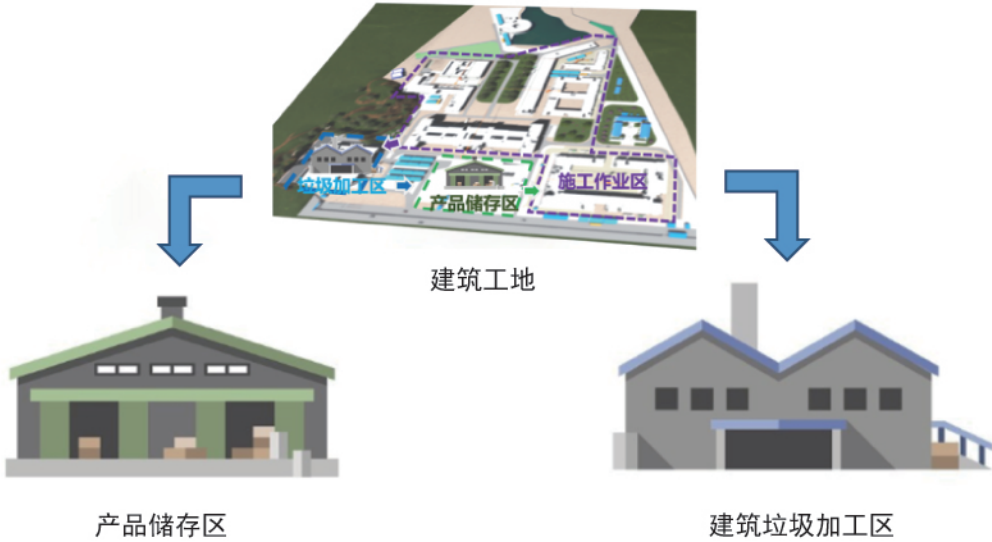 施工作业区
垃圾加工区
产品储存区
建筑工地
产品储存区
建筑垃圾加工区